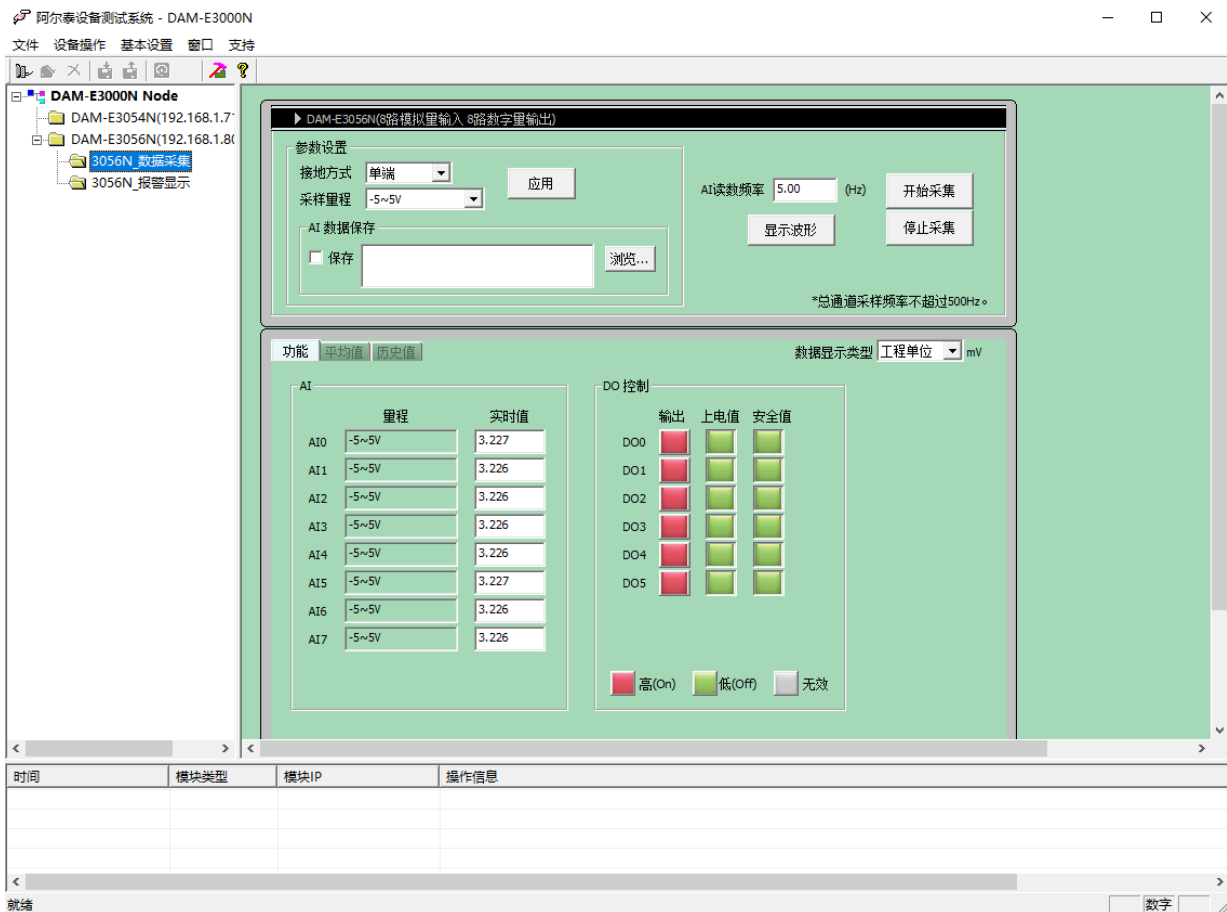 阿尔泰设备测试系统 - DAM-E3000N
文件 设备操作 基本设置 窗口 支持
DAM-E3000N Node
DAM-E3054N(192.168.1.7
DAM-E3056N(192.168.1.8
3056N_数据采集
3056N_报警显示
DAM-E3056N(8路模拟量输入 8路数字量输出)
参数设置
接地方式 单端
采样量程 -5~5V
应用
AI 数据保存
保存
浏览...
AI读数频率 5.00 (Hz)
开始采集
显示波形
停止采集
*总通道采样频率不超过500Hz。
功能 平均值 历史值
数据显示类型 工程单位 mV
AI
量程 实时值
AI0 -5~5V 3.227
AI1 -5~5V 3.226
AI2 -5~5V 3.226
AI3 -5~5V 3.226
AI4 -5~5V 3.226
AI5 -5~5V 3.227
AI6 -5~5V 3.226
AI7 -5~5V 3.226
DO 控制
输出 上电值 安全值
DO0
DO1
DO2
DO3
DO4
DO5
高(On) 低(Off) 无效
时间 模块类型 模块IP 操作信息
就绪
数字